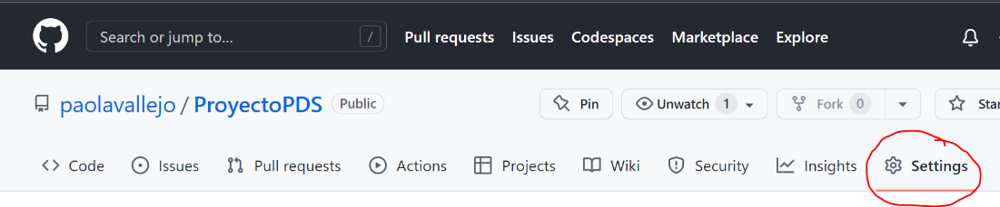 Search or jump to... / Pull requests Issues Codespaces Marketplace Explore
paolavallejo / ProyectoPDS Public Pin Unwatch 1 Fork 0 Star
Code Issues Pull requests Actions Projects Wiki Security Insights Settings